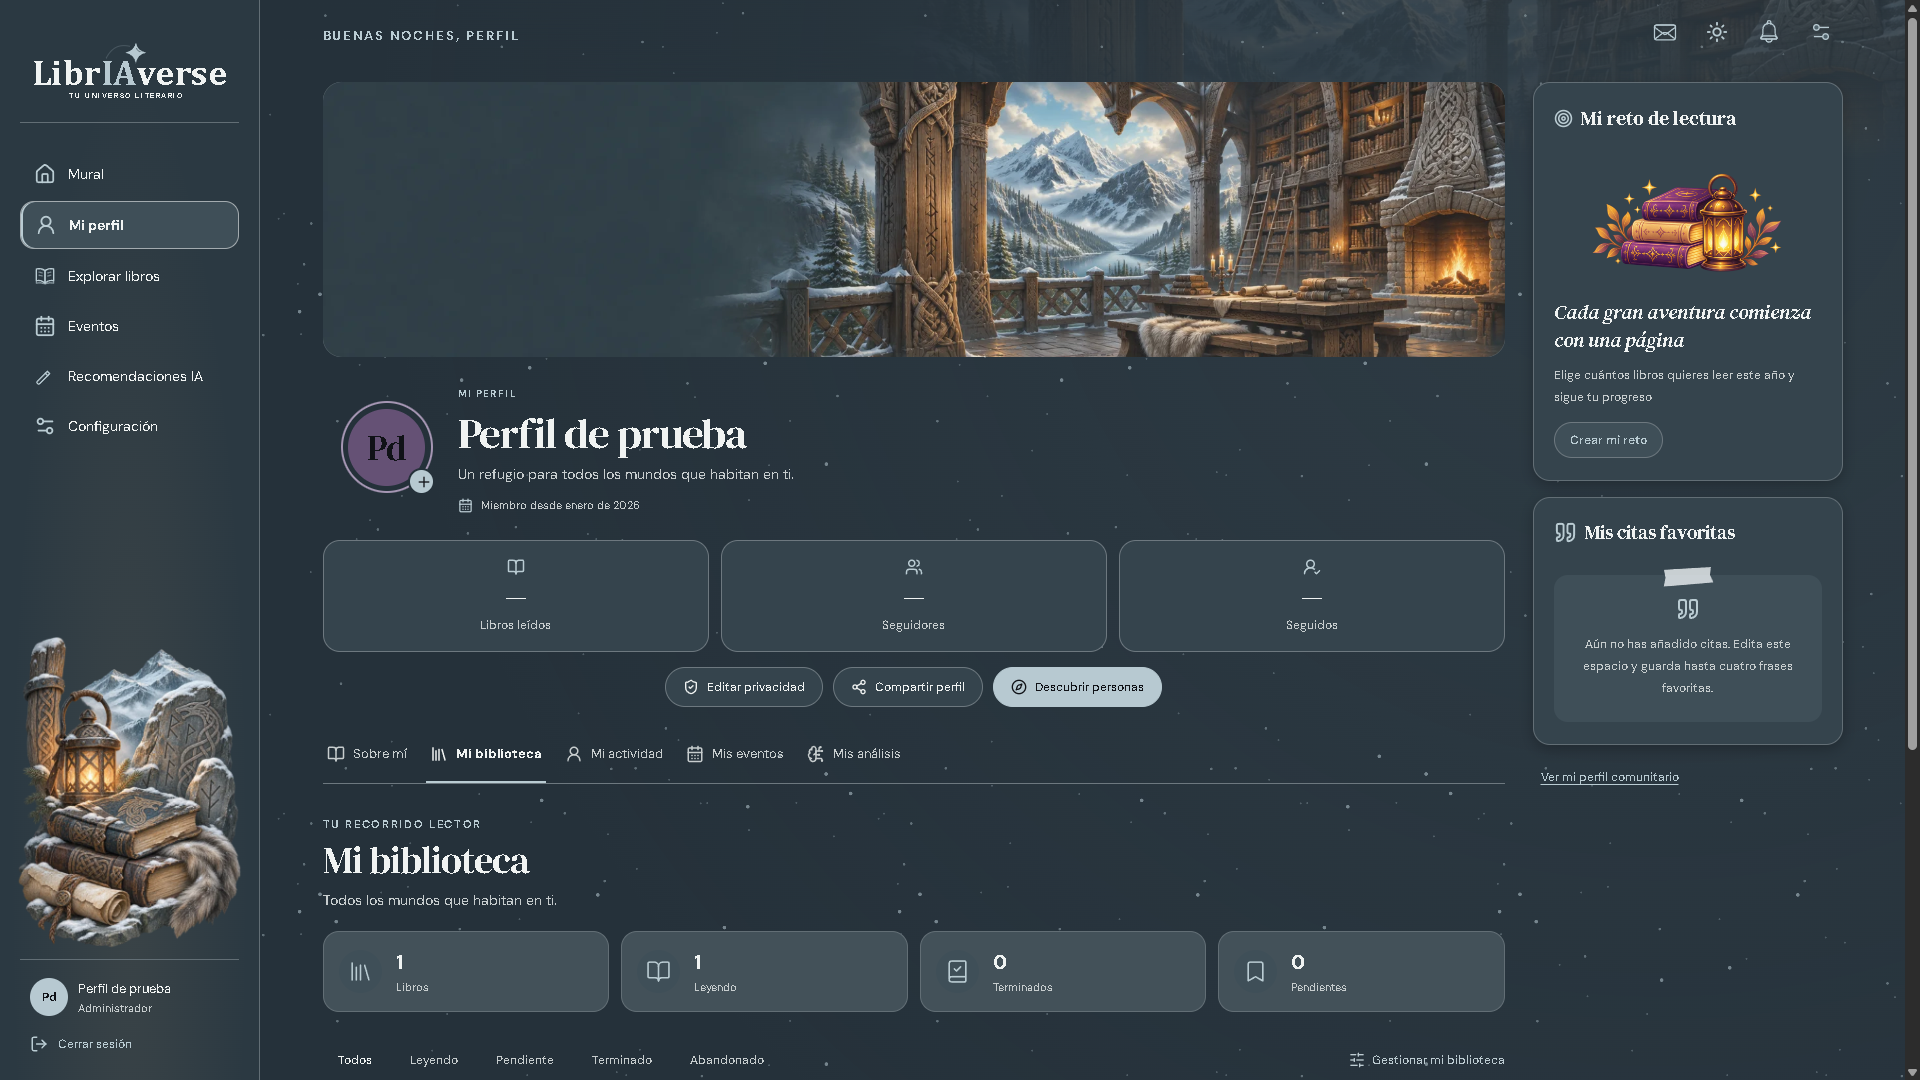 LibrIAverse
TU UNIVERSO LITERARIO
Mural
Mi perfil
Explorar libros
Eventos
Recomendaciones IA
Configuración
Pd
Perfil de prueba
Administrador
Cerrar sesión
BUENAS NOCHES, PERFIL
MI PERFIL
Pd
Perfil de prueba
Un refugio para todos los mundos que habitan en ti.
Miembro desde enero de 2026
—
Libros leídos
—
Seguidores
—
Seguidos
Editar privacidad
Compartir perfil
Descubrir personas
Sobre mí
Mi biblioteca
Mi actividad
Mis eventos
Mis análisis
TU RECORRIDO LECTOR
Mi biblioteca
Todos los mundos que habitan en ti.
1
Libros
1
Leyendo
0
Terminados
0
Pendientes
Todos
Leyendo
Pendiente
Terminado
Abandonado
Gestionar mi biblioteca
Mi reto de lectura
Cada gran aventura comienza
con una página
Elige cuántos libros quieres leer este año y
sigue tu progreso
Crear mi reto
Mis citas favoritas
Aún no has añadido citas. Edita este
espacio y guarda hasta cuatro frases
favoritas.
Ver mi perfil comunitario